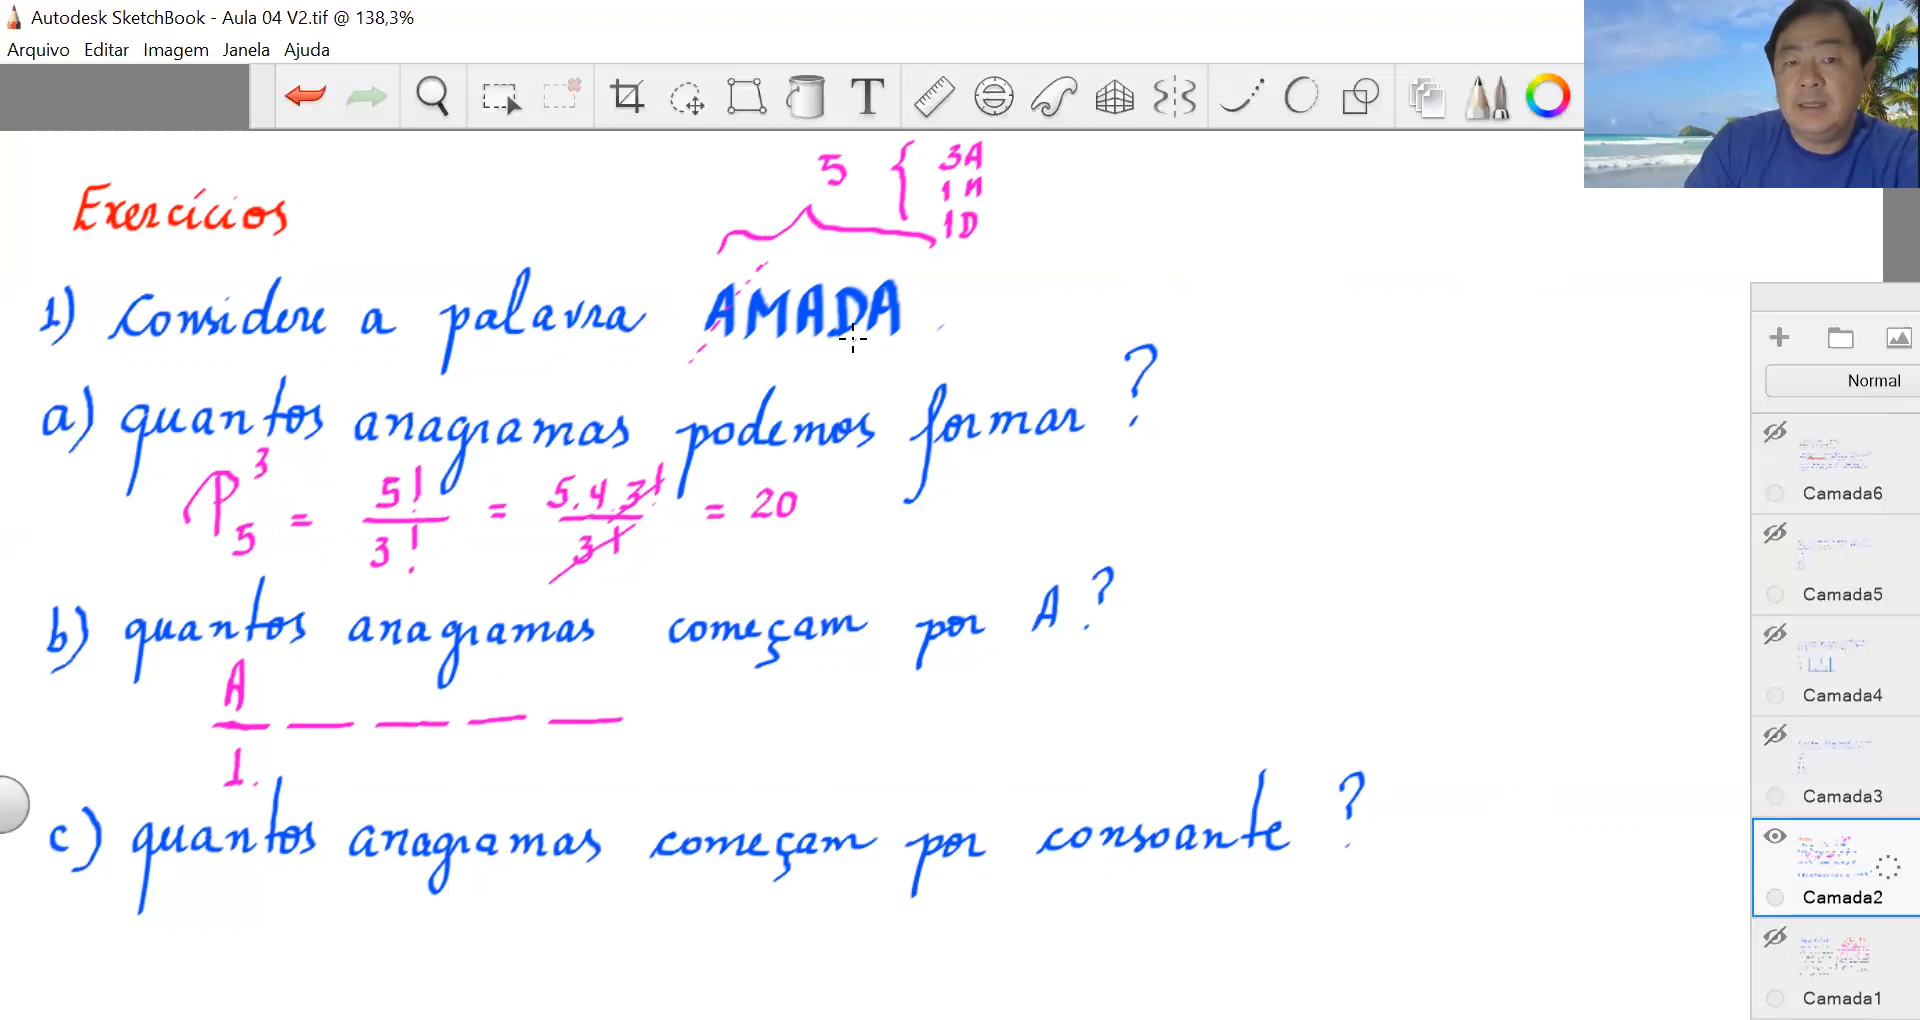 Autodesk SketchBook - Aula 04 V2.tif @ 138,3%
Arquivo Editar Imagem Janela Ajuda
T
5 { 3A
1M
1D
Exercícios
1) Considere a palavra AMADA.
a) quantos anagramas podemos formar?
P₅³ = 5!/3! = 5.4.3!/3! = 20
b) quantos anagramas começam por A?
A
1.
c) quantos anagramas começam por consoante?
Normal
Camada6
Camada5
Camada4
Camada3
Camada2
Camada1